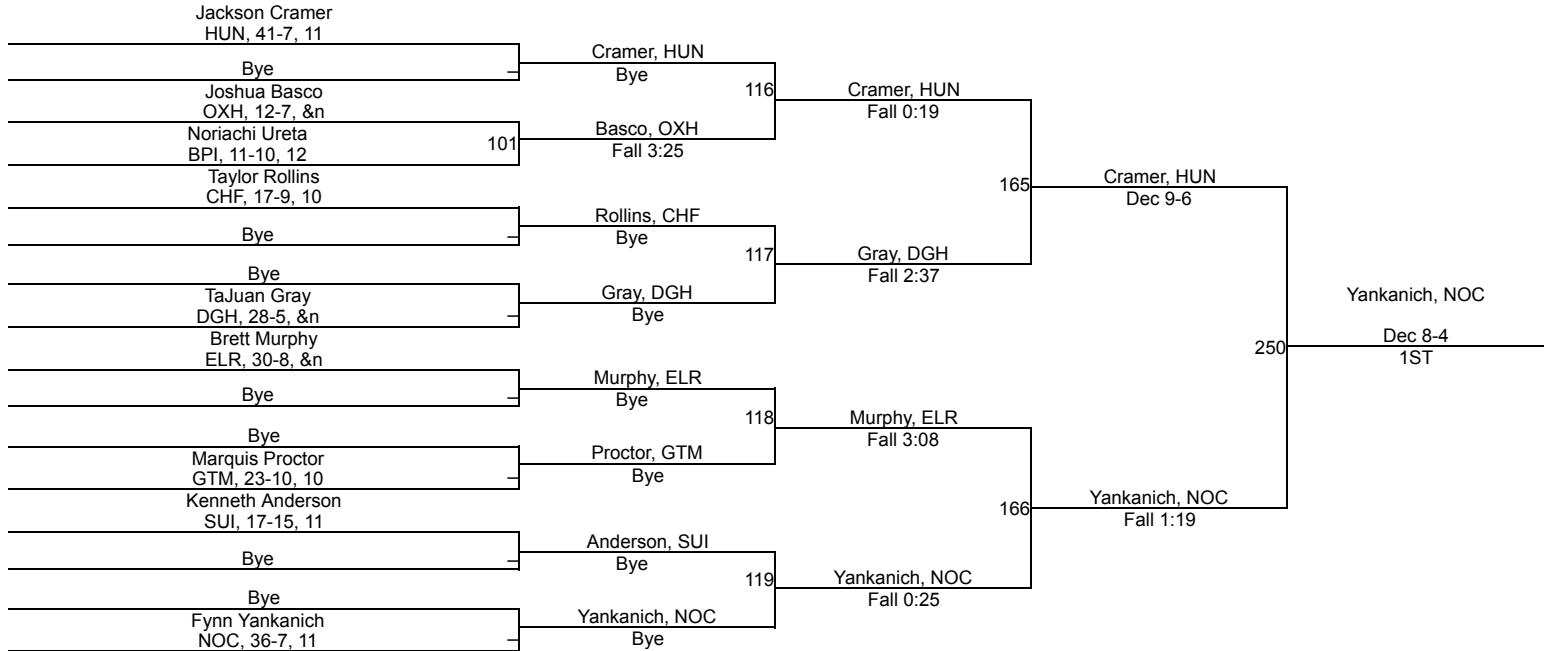 Jackson Cramer
HUN, 41-7, 11
Bye
Joshua Basco
OXH, 12-7, &n
Noriachi Ureta
BPI, 11-10, 12
101
Taylor Rollins
CHF, 17-9, 10
Bye
Bye
TaJuan Gray
DGH, 28-5, &n
Brett Murphy
ELR, 30-8, &n
Bye
Bye
Marquis Proctor
GTM, 23-10, 10
Kenneth Anderson
SUI, 17-15, 11
Bye
Bye
Fynn Yankanich
NOC, 36-7, 11
Cramer, HUN
Bye
116
Basco, OXH
Fall 3:25
Rollins, CHF
Bye
117
Gray, DGH
Bye
Murphy, ELR
Bye
118
Proctor, GTM
Bye
Anderson, SUI
Bye
119
Yankanich, NOC
Bye
Cramer, HUN
Fall 0:19
165
Gray, DGH
Fall 2:37
Murphy, ELR
Fall 3:08
166
Yankanich, NOC
Fall 0:25
Cramer, HUN
Dec 9-6
250
Yankanich, NOC
Fall 1:19
Yankanich, NOC
Dec 8-4
1ST